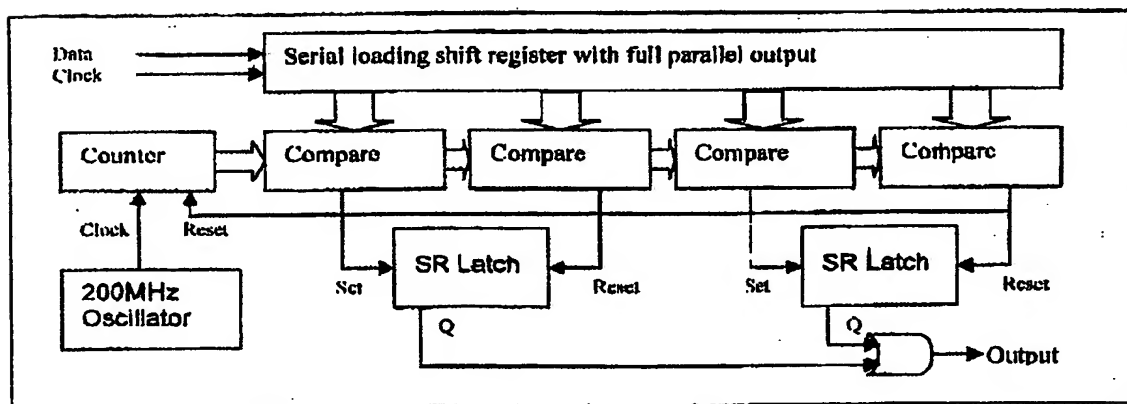 Data
Clock
Serial loading shift register with full parallel output
Counter
Compare
Compare
Compare
Compare
Clock
Reset
200MHz
Oscillator
SR Latch
Set
Reset
Q
SR Latch
Set
Reset
Q
Output